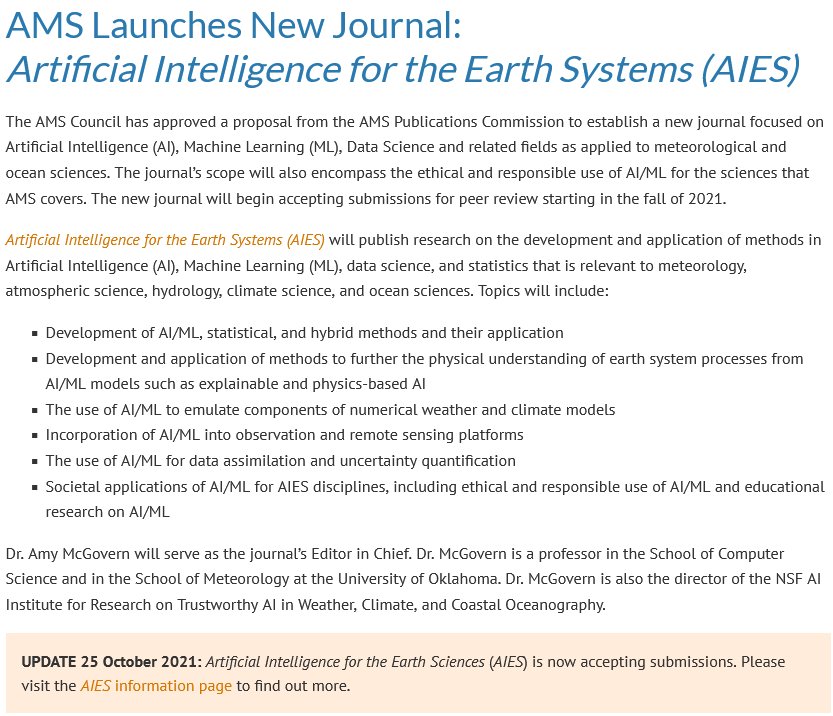 AMS Launches New Journal:
Artificial Intelligence for the Earth Systems (AIES)
The AMS Council has approved a proposal from the AMS Publications Commission to establish a new journal focused on
Artificial Intelligence (AI), Machine Learning (ML), Data Science and related fields as applied to meteorological and
ocean sciences. The journal’s scope will also encompass the ethical and responsible use of AI/ML for the sciences that
AMS covers. The new journal will begin accepting submissions for peer review starting in the fall of 2021.
Artificial Intelligence for the Earth Systems (AIES) will publish research on the development and application of methods in
Artificial Intelligence (AI), Machine Learning (ML), data science, and statistics that is relevant to meteorology,
atmospheric science, hydrology, climate science, and ocean sciences. Topics will include:
▪ Development of AI/ML, statistical, and hybrid methods and their application
▪ Development and application of methods to further the physical understanding of earth system processes from
AI/ML models such as explainable and physics-based AI
▪ The use of AI/ML to emulate components of numerical weather and climate models
▪ Incorporation of AI/ML into observation and remote sensing platforms
▪ The use of AI/ML for data assimilation and uncertainty quantification
▪ Societal applications of AI/ML for AIES disciplines, including ethical and responsible use of AI/ML and educational
research on AI/ML
Dr. Amy McGovern will serve as the journal’s Editor in Chief. Dr. McGovern is a professor in the School of Computer
Science and in the School of Meteorology at the University of Oklahoma. Dr. McGovern is also the director of the NSF AI
Institute for Research on Trustworthy AI in Weather, Climate, and Coastal Oceanography.
UPDATE 25 October 2021: Artificial Intelligence for the Earth Sciences (AIES) is now accepting submissions. Please
visit the AIES information page to find out more.